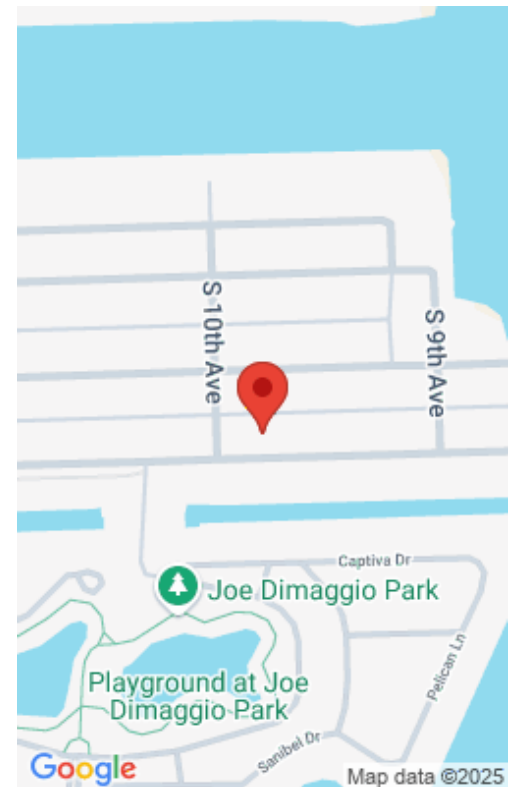 S 10th Ave
S 9th Ave
Captiva Dr
Joe Dimaggio Park
Pelican Ln
Playground at Joe
Dimaggio Park
Sanibel Dr
Google
Map data ©2025